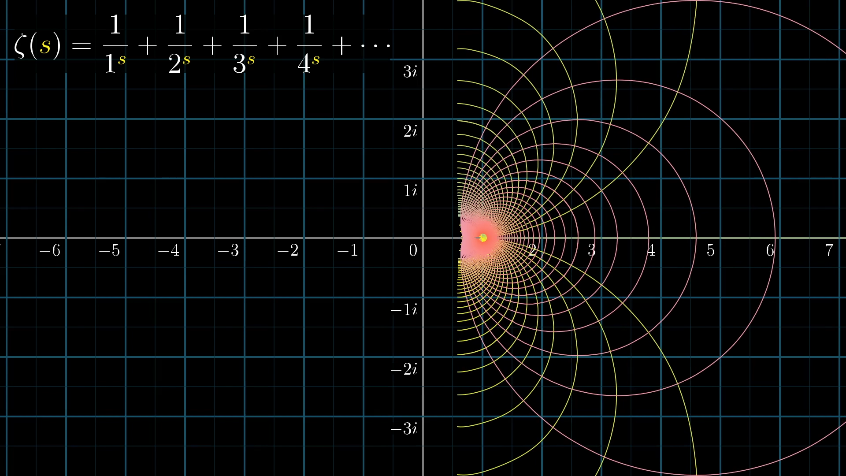 ζ(s) = 1/1^s + 1/2^s + 1/3^s + 1/4^s + ⋯
3i
2i
1i
−6 −5 −4 −3 −2 −1 0 2 3 4 5 6 7
−1i
−2i
−3i